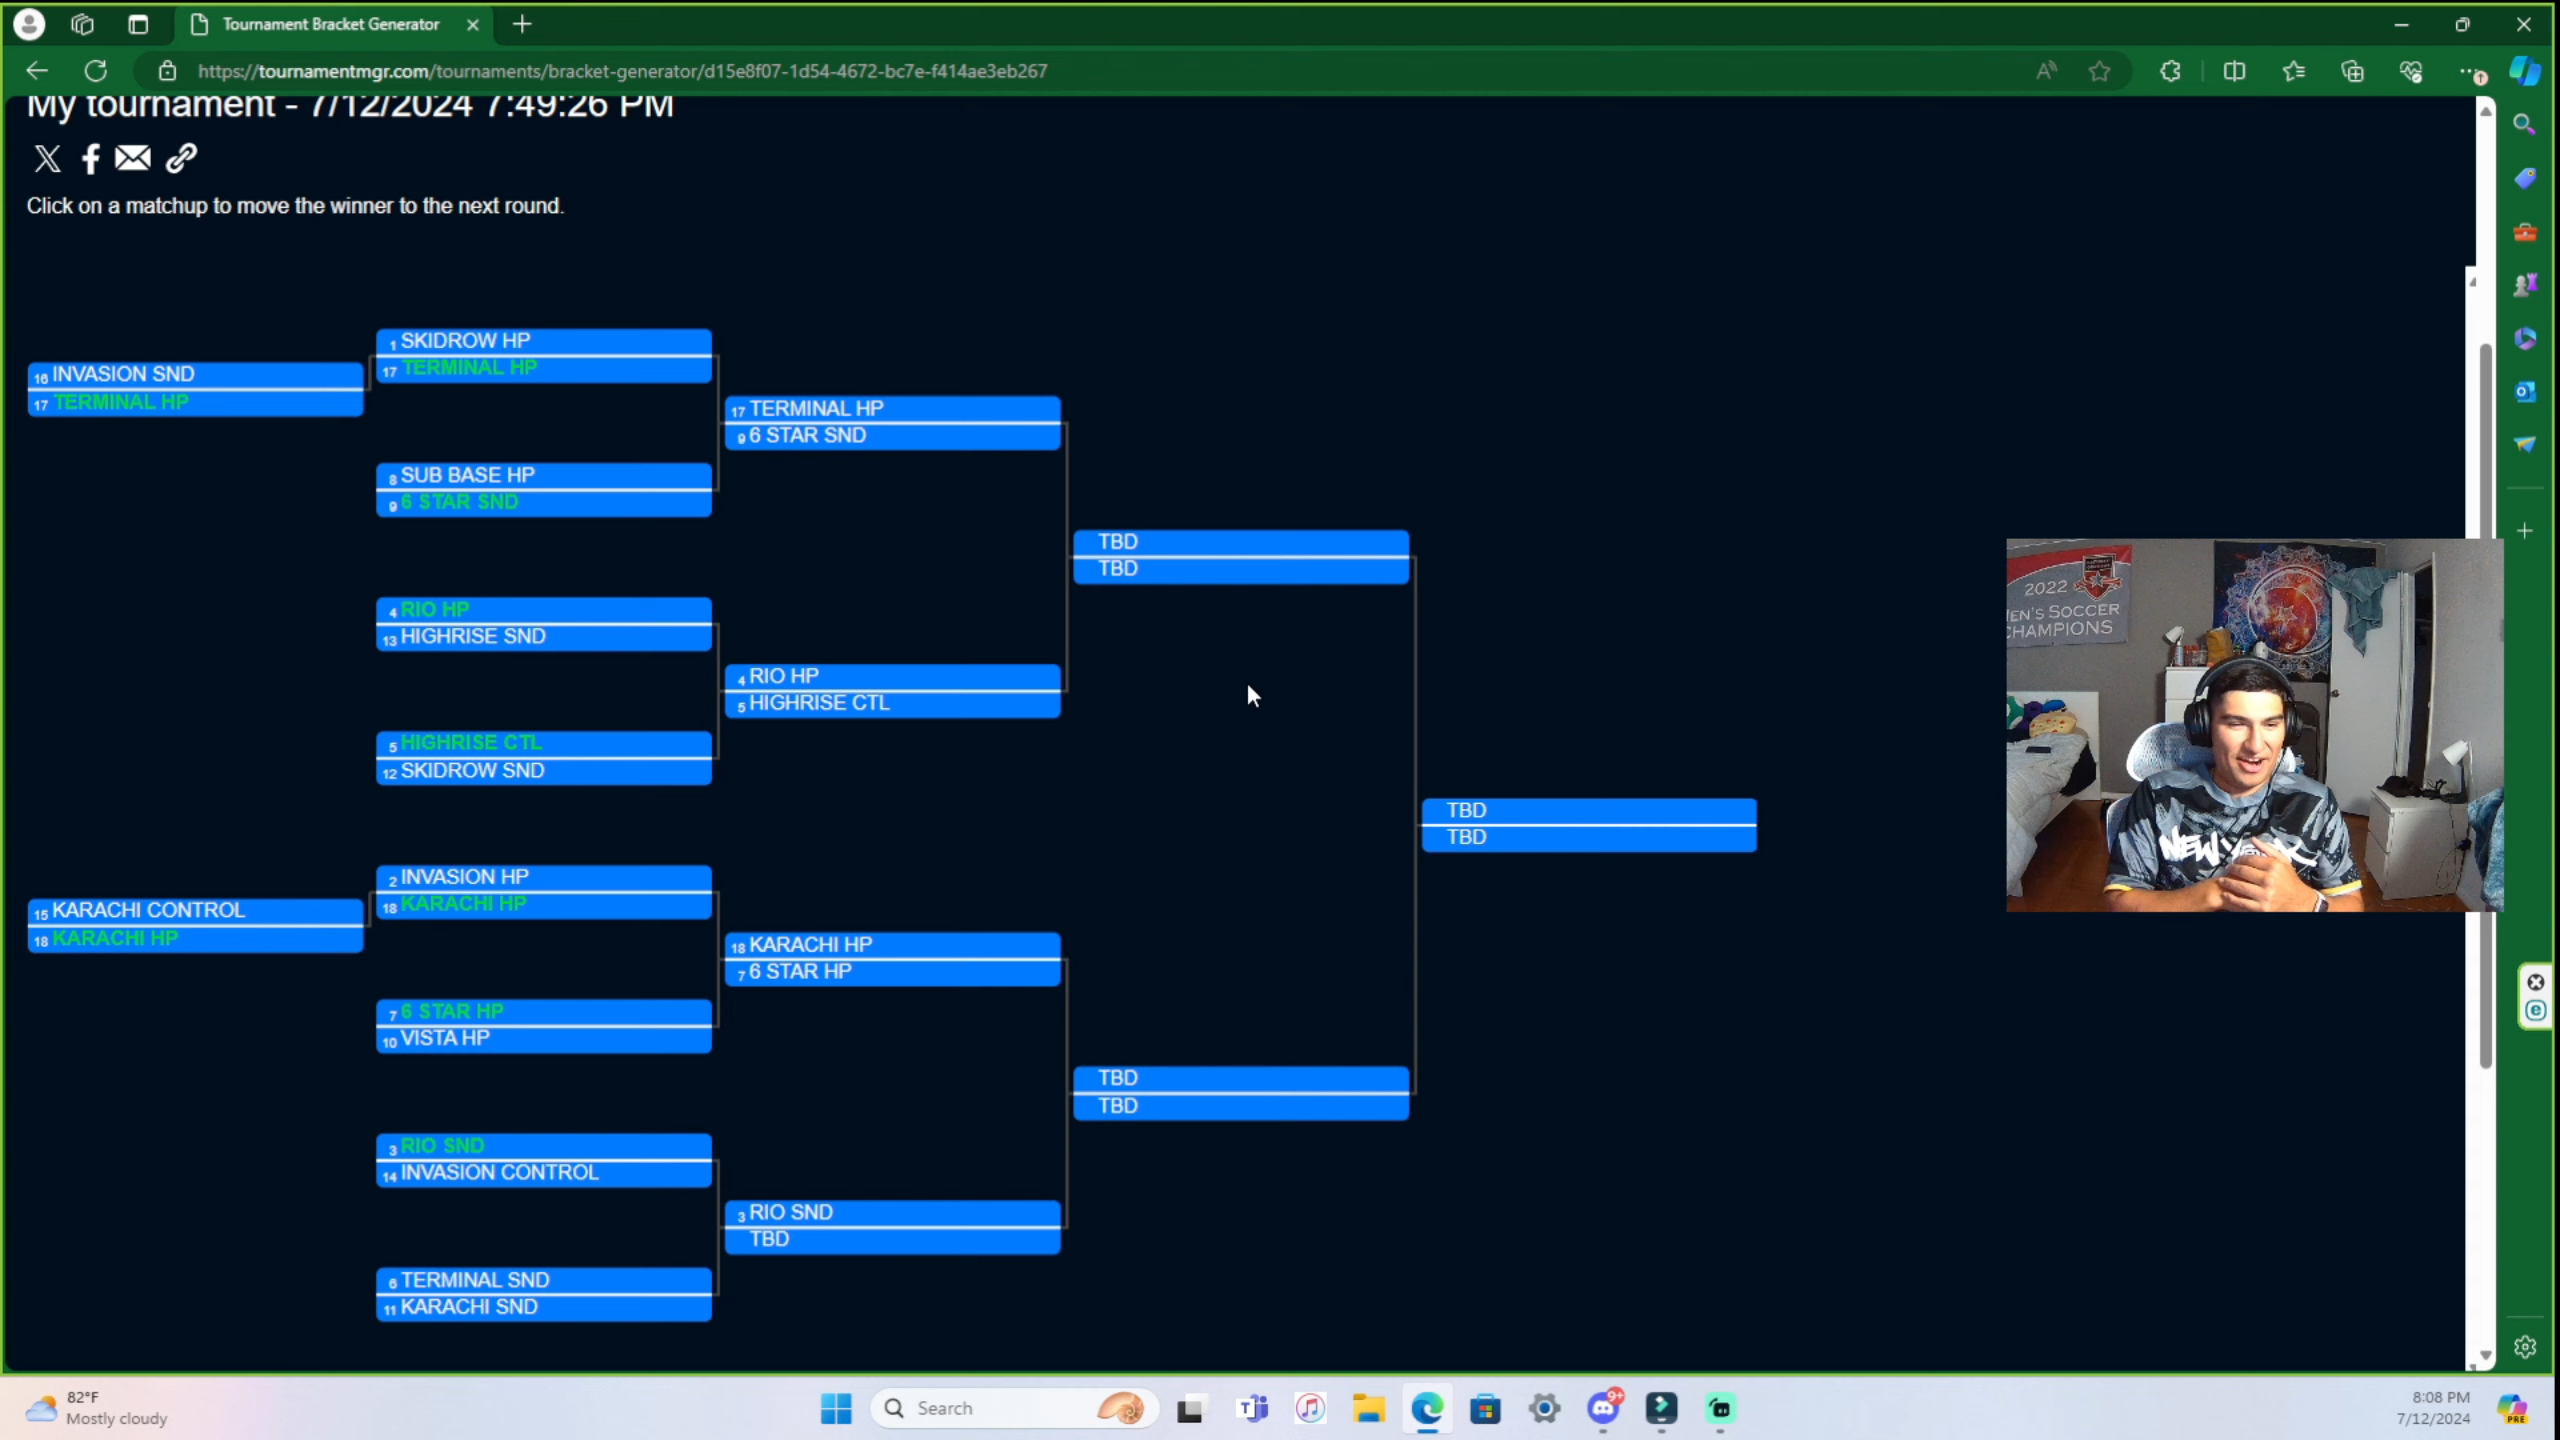 Tournament Bracket Generator
https://tournamentmgr.com/tournaments/bracket-generator/d15e8f07-1d54-4672-bc7e-f414ae3eb267
My tournament - 7/12/2024 7:49:26 PM
Click on a matchup to move the winner to the next round.
16 INVASION SND
17 TERMINAL HP
15 KARACHI CONTROL
18 KARACHI HP
1 SKIDROW HP
17 TERMINAL HP
8 SUB BASE HP
9 6 STAR SND
4 RIO HP
13 HIGHRISE SND
5 HIGHRISE CTL
12 SKIDROW SND
2 INVASION HP
18 KARACHI HP
7 6 STAR HP
10 VISTA HP
3 RIO SND
14 INVASION CONTROL
6 TERMINAL SND
11 KARACHI SND
17 TERMINAL HP
9 6 STAR SND
4 RIO HP
5 HIGHRISE CTL
18 KARACHI HP
7 6 STAR HP
3 RIO SND
TBD
TBD
TBD
TBD
TBD
TBD
TBD
2022
EN'S SOCCER
CHAMPIONS
NEW YORK
82°F
Mostly cloudy
Search
9+
8:08 PM
7/12/2024
PRE